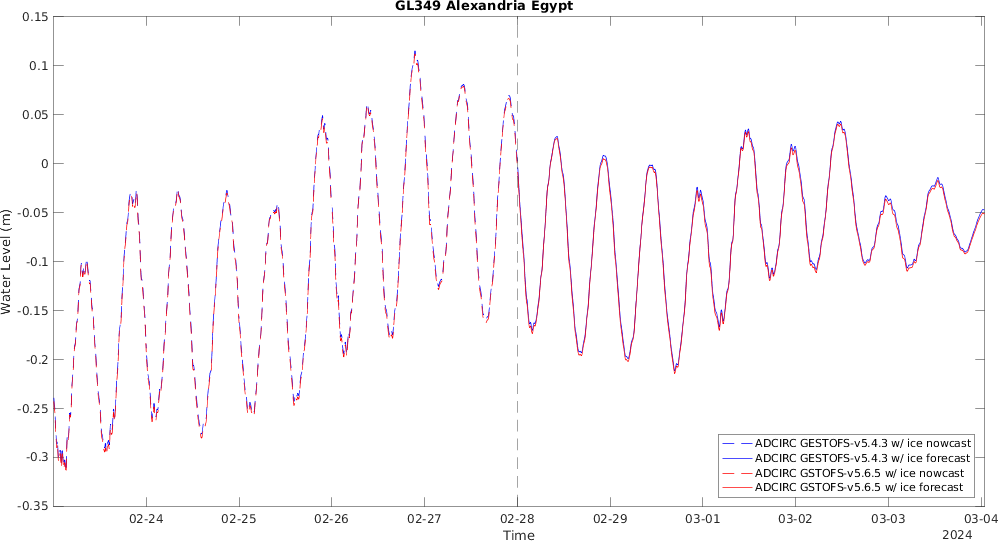 GL349 Alexandria Egypt
0.15
0.1
0.05
0
-0.05
-0.1
-0.15
-0.2
-0.25
-0.3
-0.35
Water Level (m)
02-24 02-25 02-26 02-27 02-28 02-29 03-01 03-02 03-03 03-04
Time
2024
ADCIRC GESTOFS-v5.4.3 w/ ice nowcast
ADCIRC GESTOFS-v5.4.3 w/ ice forecast
ADCIRC GSTOFS-v5.6.5 w/ ice nowcast
ADCIRC GSTOFS-v5.6.5 w/ ice forecast